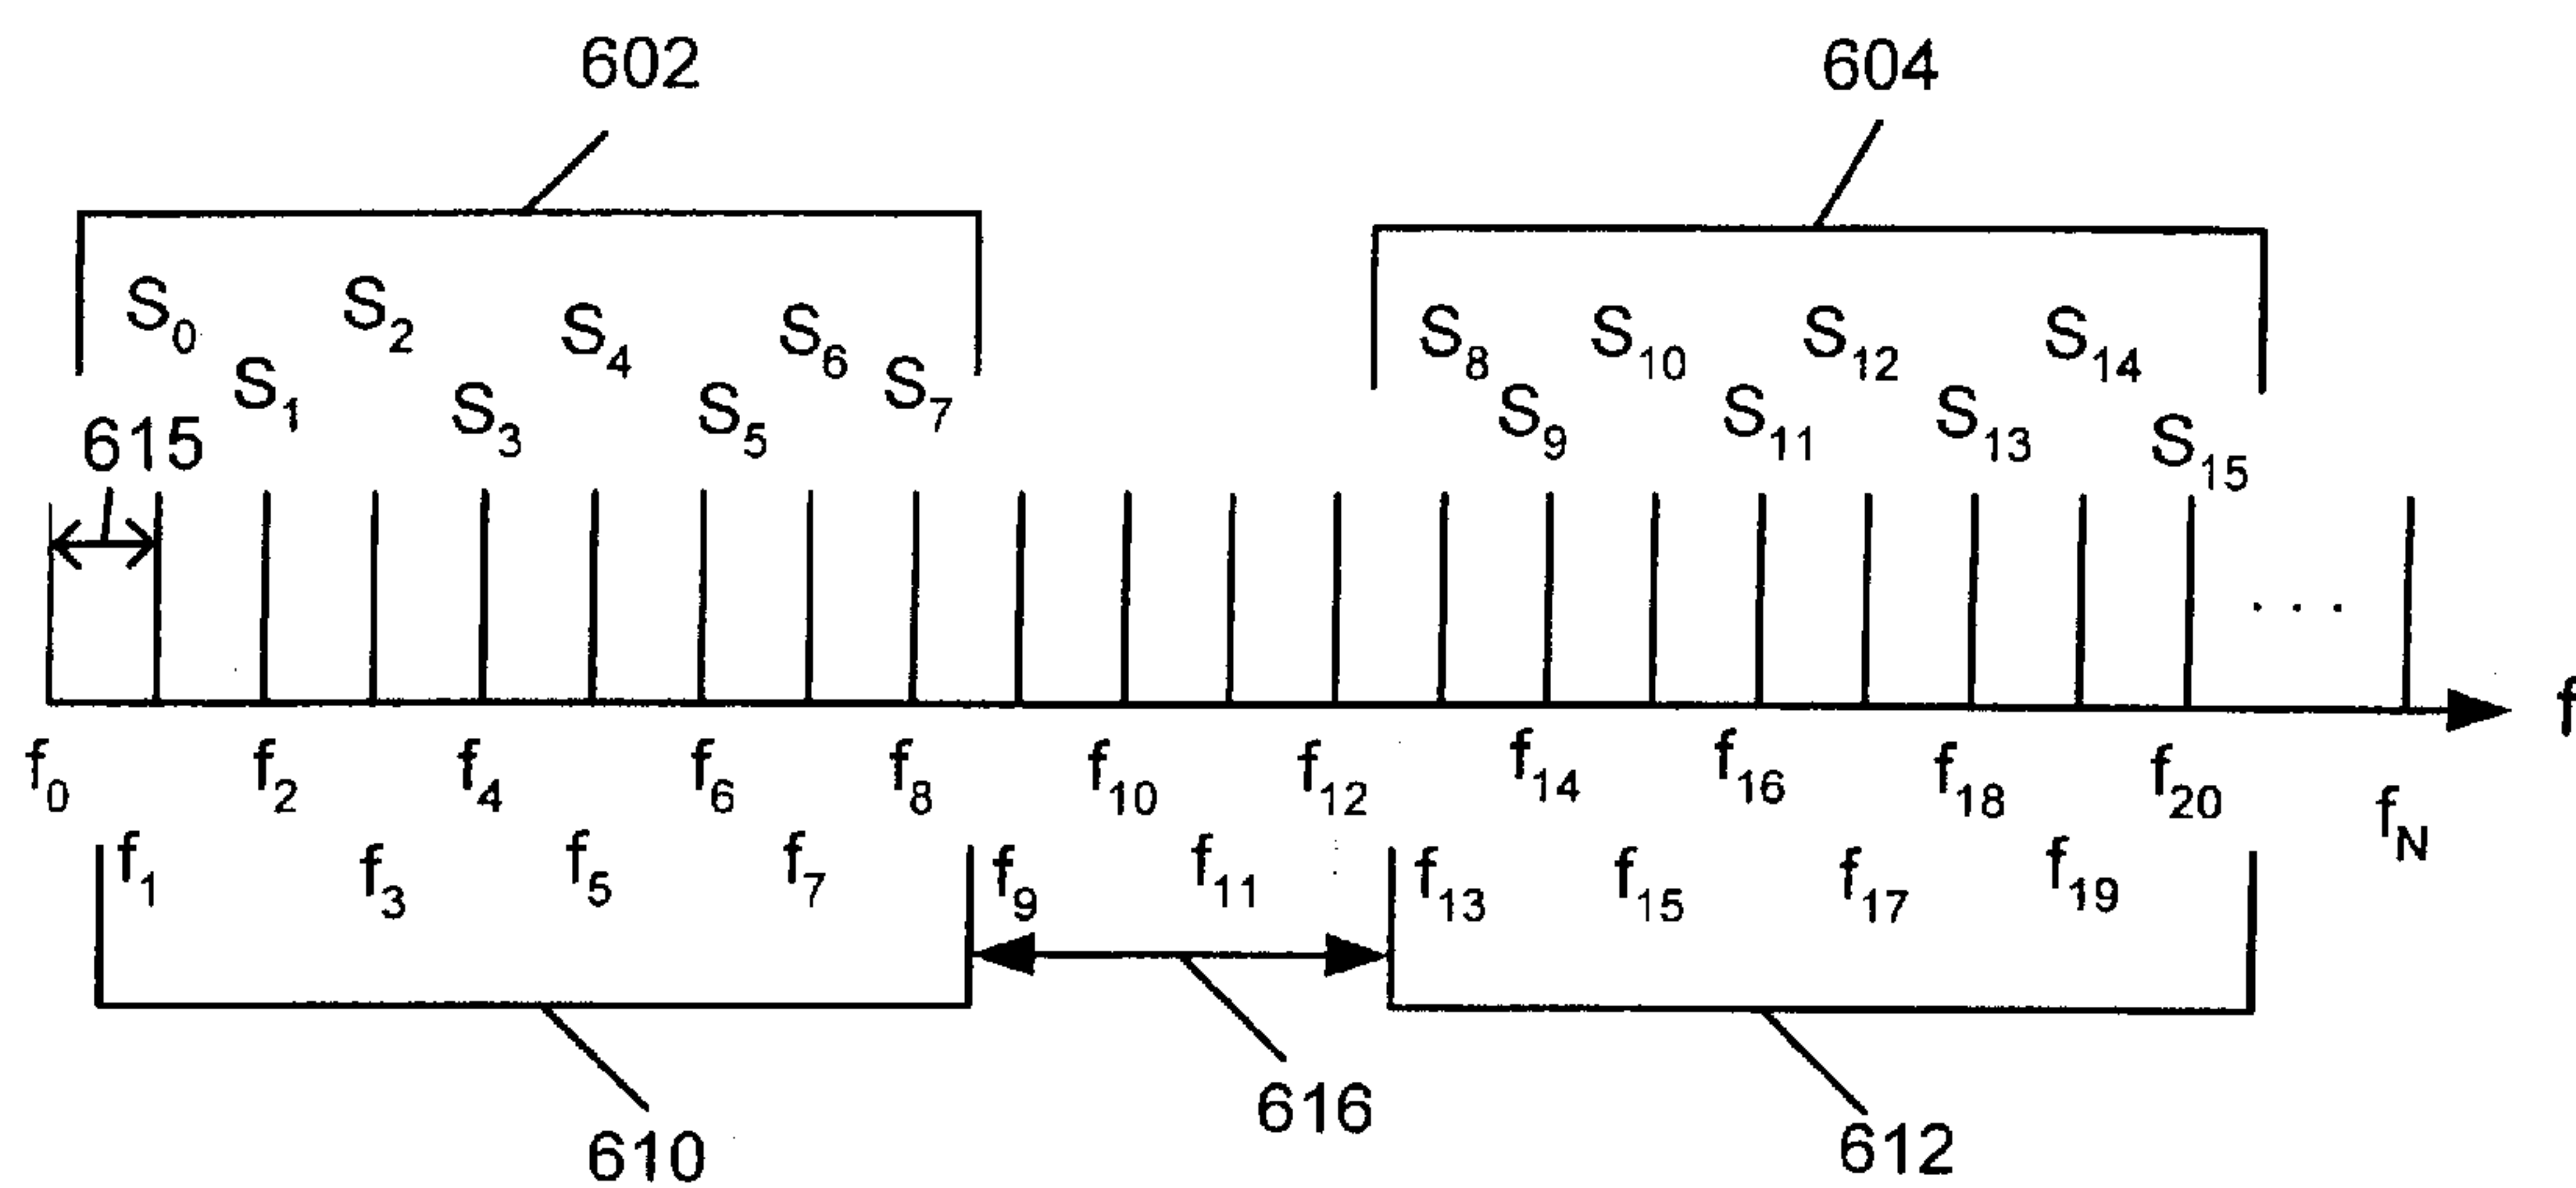 602 604
S₀ S₂ S₄ S₆ S₈ S₁₀ S₁₂ S₁₄
S₁ S₃ S₅ S₇ S₉ S₁₁ S₁₃ S₁₅
615
. . .
f
f₀ f₂ f₄ f₆ f₈ f₁₀ f₁₂ f₁₄ f₁₆ f₁₈ f₂₀ f_N
f₁ f₃ f₅ f₇ f₉ f₁₁ f₁₃ f₁₅ f₁₇ f₁₉
610 616 612